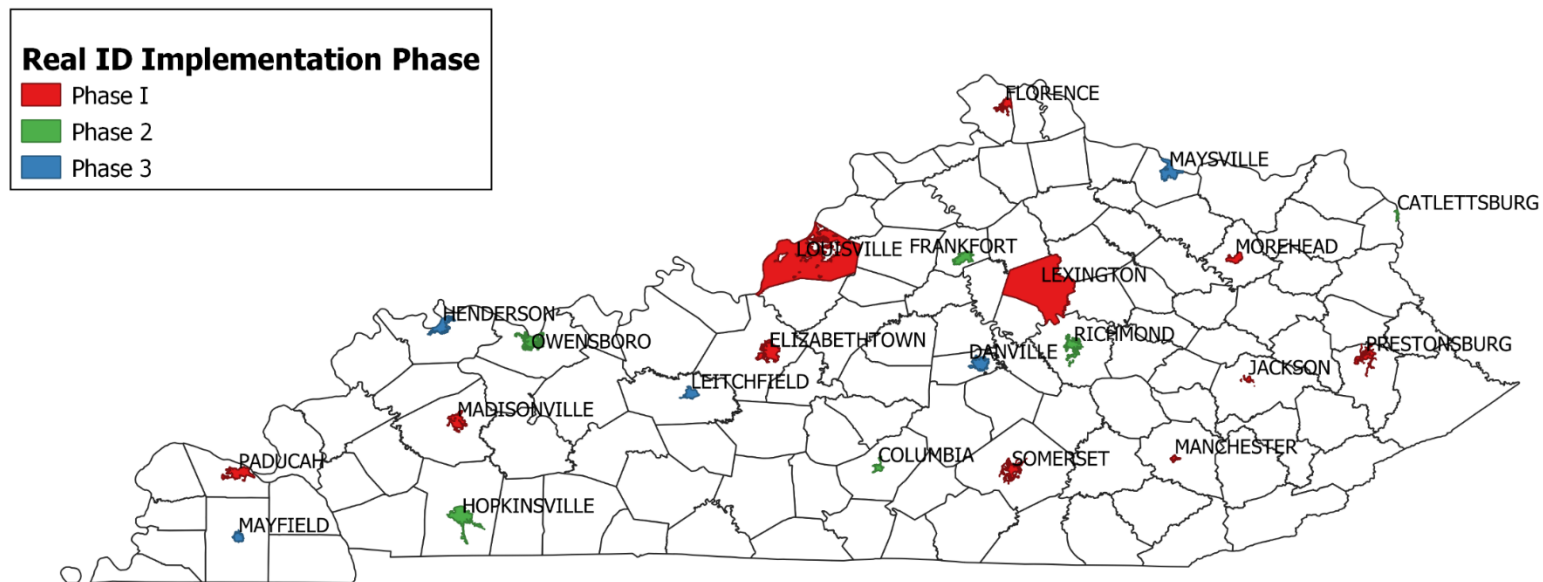 Real ID Implementation Phase
Phase I
Phase 2
Phase 3
FLORENCE
MAYSVILLE
CATLETTSBURG
LOUISVILLE
FRANKFORT
MOREHEAD
LEXINGTON
HENDERSON
OWENSBORO
ELIZABETHTOWN
DANVILLE
RICHMOND
PRESTONSBURG
JACKSON
LEITCHFIELD
MADISONVILLE
PADUCAH
COLUMBIA
SOMERSET
MANCHESTER
HOPKINSVILLE
MAYFIELD